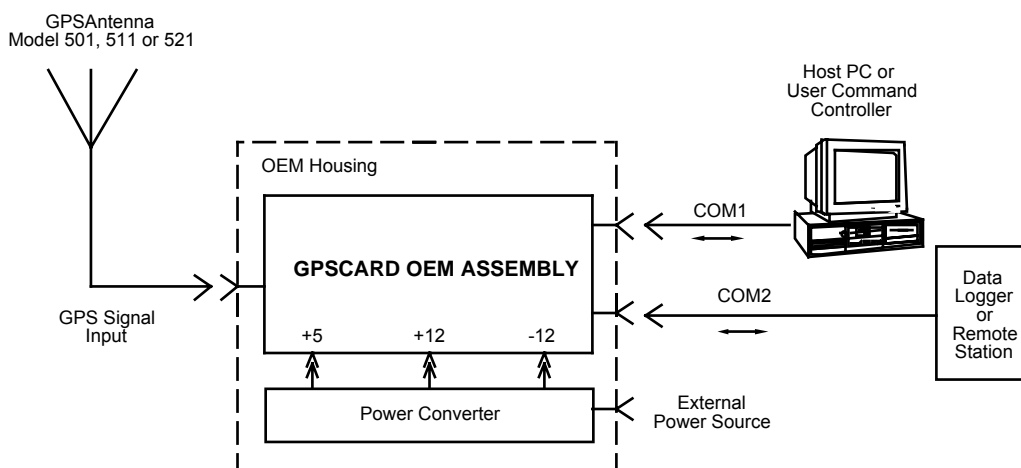 GPSAntenna
Model 501, 511 or 521
Host PC or
User Command
Controller
OEM Housing
COM1
GPSCARD OEM ASSEMBLY
COM2
Data
Logger
or
Remote
Station
GPS Signal
Input
+5 +12 -12
Power Converter
External
Power Source